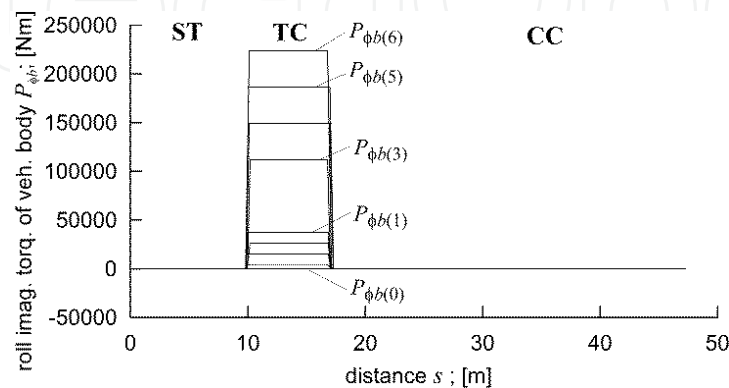 roll imag. torq. of veh. body P_ϕb; [Nm]
250000
200000
150000
100000
50000
0
-50000
ST
TC
CC
P_ϕb(6)
P_ϕb(5)
P_ϕb(3)
P_ϕb(1)
P_ϕb(0)
0
10
20
30
40
50
distance s ; [m]